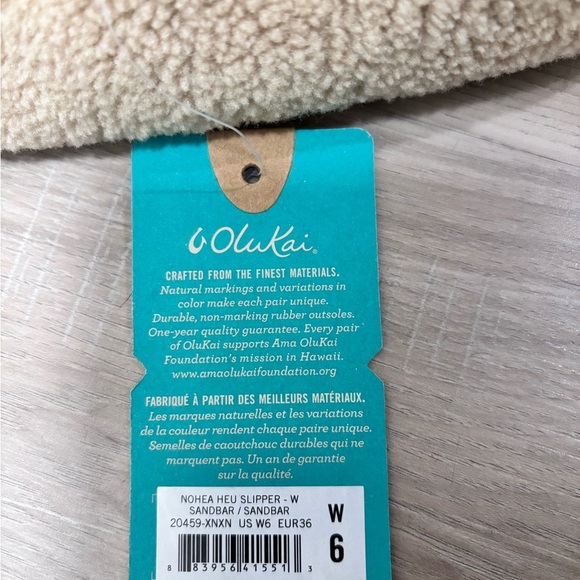 OluKai®
CRAFTED FROM THE FINEST MATERIALS.
Natural markings and variations in
color make each pair unique.
Durable, non-marking rubber outsoles.
One-year quality guarantee. Every pair
of OluKai supports Ama OluKai
Foundation's mission in Hawaii.
www.amaolukaifoundation.org
FABRIQUÉ À PARTIR DES MEILLEURS MATÉRIAUX.
Les marques naturelles et les variations
de la couleur rendent chaque paire unique.
Semelles de caoutchouc durables qui ne
marquent pas. Un an de garantie
sur la qualité.
NOHEA HEU SLIPPER - W
SANDBAR / SANDBAR
20459-XNXN US W6 EUR36
W
6
8 83956 41551 3